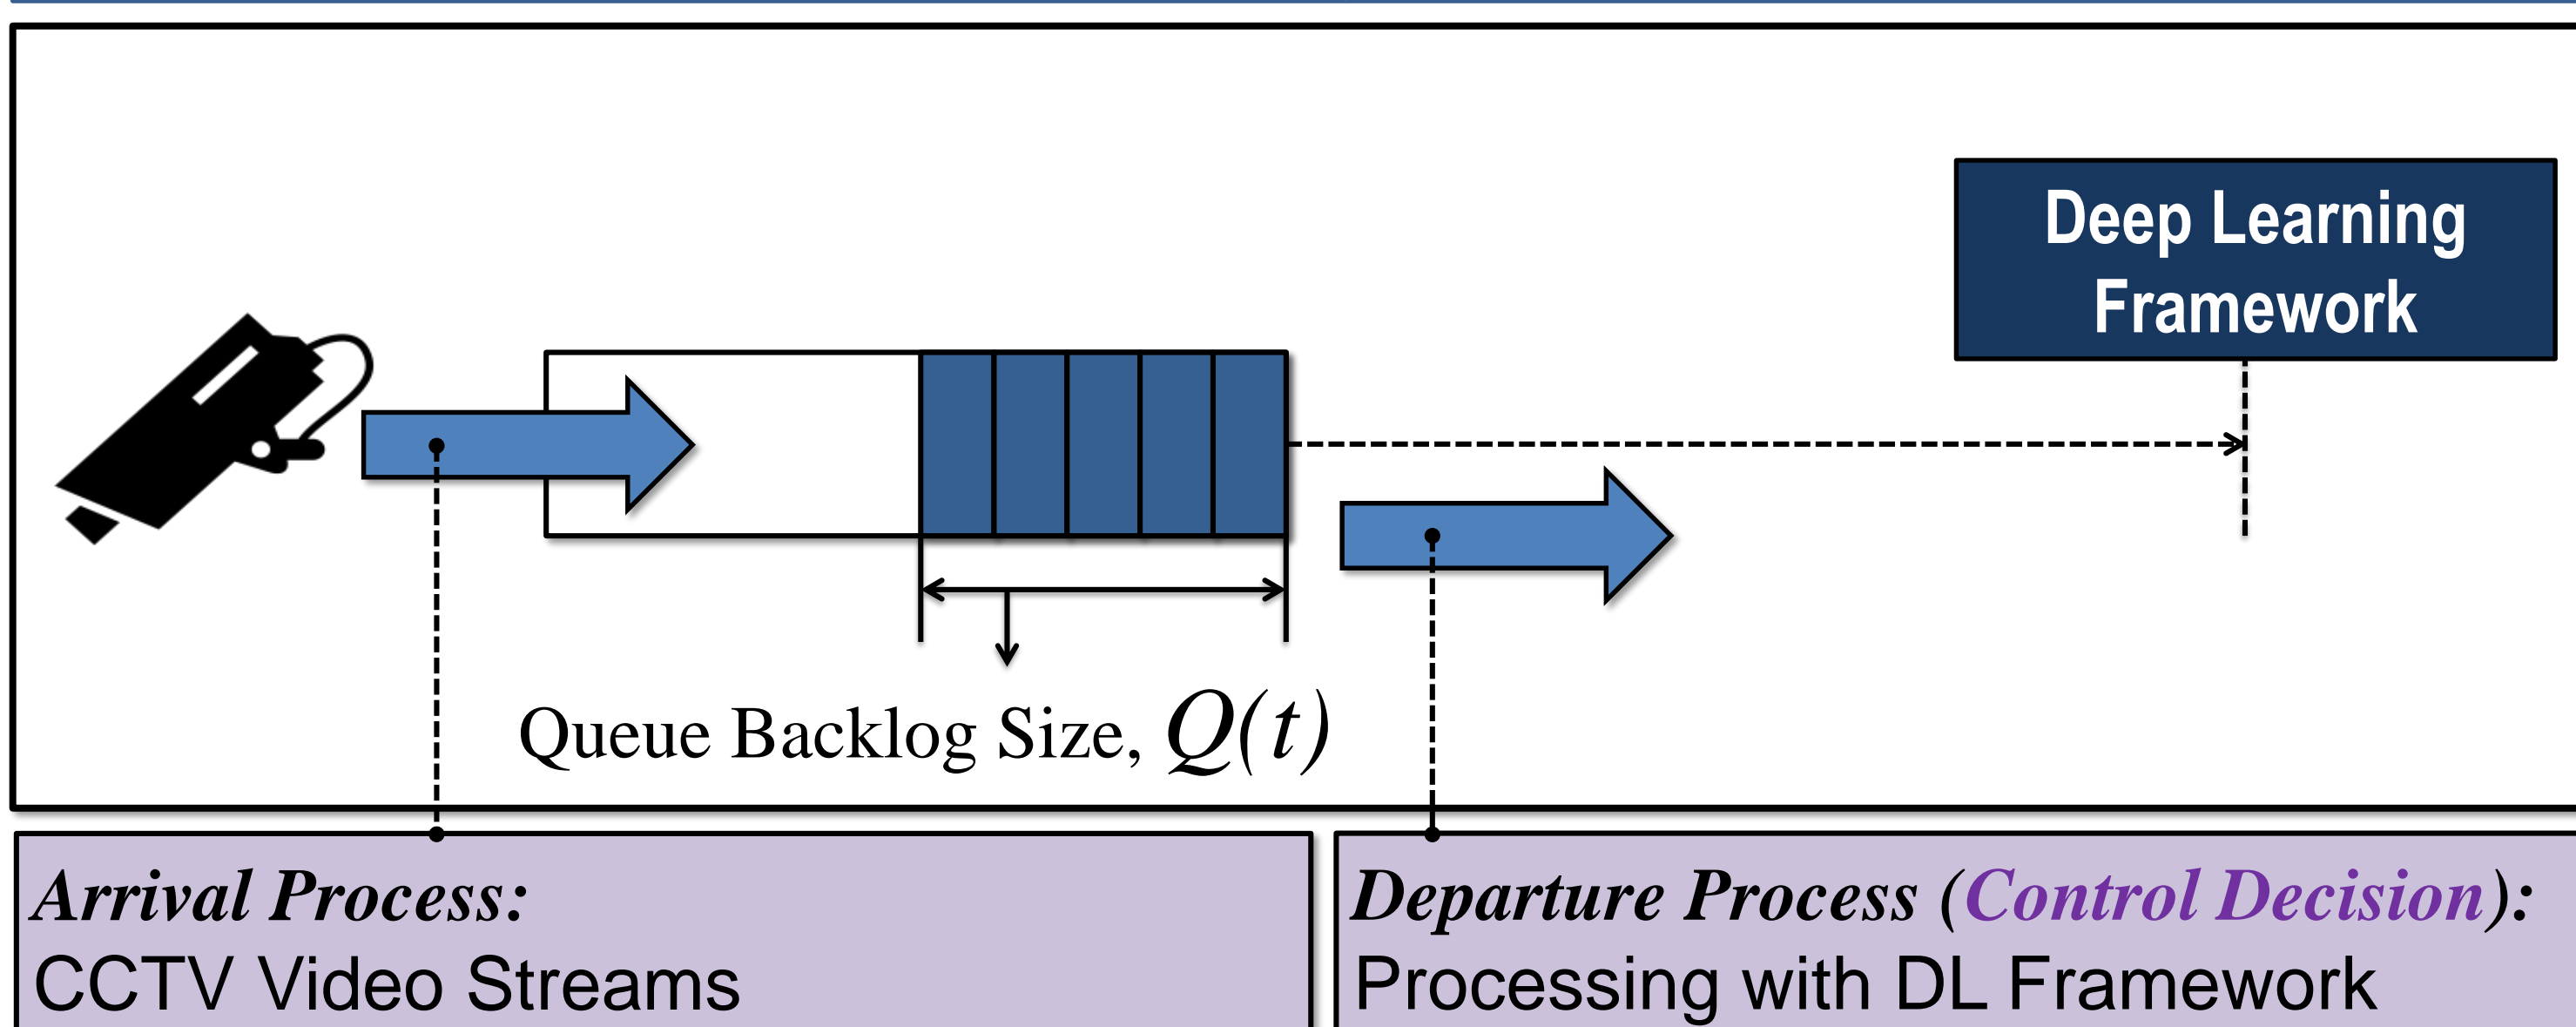 Deep Learning
Framework
Queue Backlog Size, Q(t)
Arrival Process:
CCTV Video Streams
Departure Process (Control Decision):
Processing with DL Framework